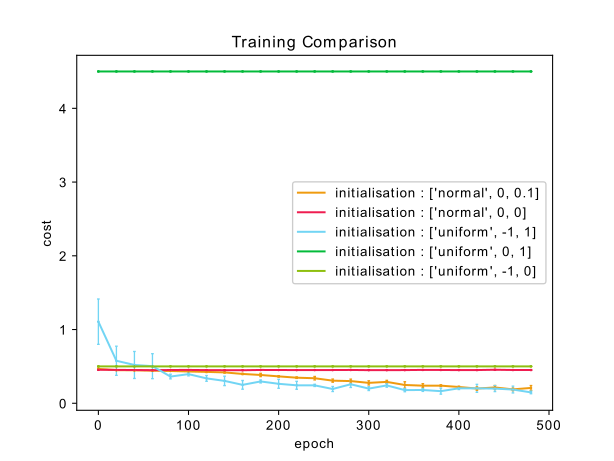 Training Comparison
cost
4
3
2
1
0
initialisation : ['normal', 0, 0.1]
initialisation : ['normal', 0, 0]
initialisation : ['uniform', -1, 1]
initialisation : ['uniform', 0, 1]
initialisation : ['uniform', -1, 0]
0 100 200 300 400 500
epoch